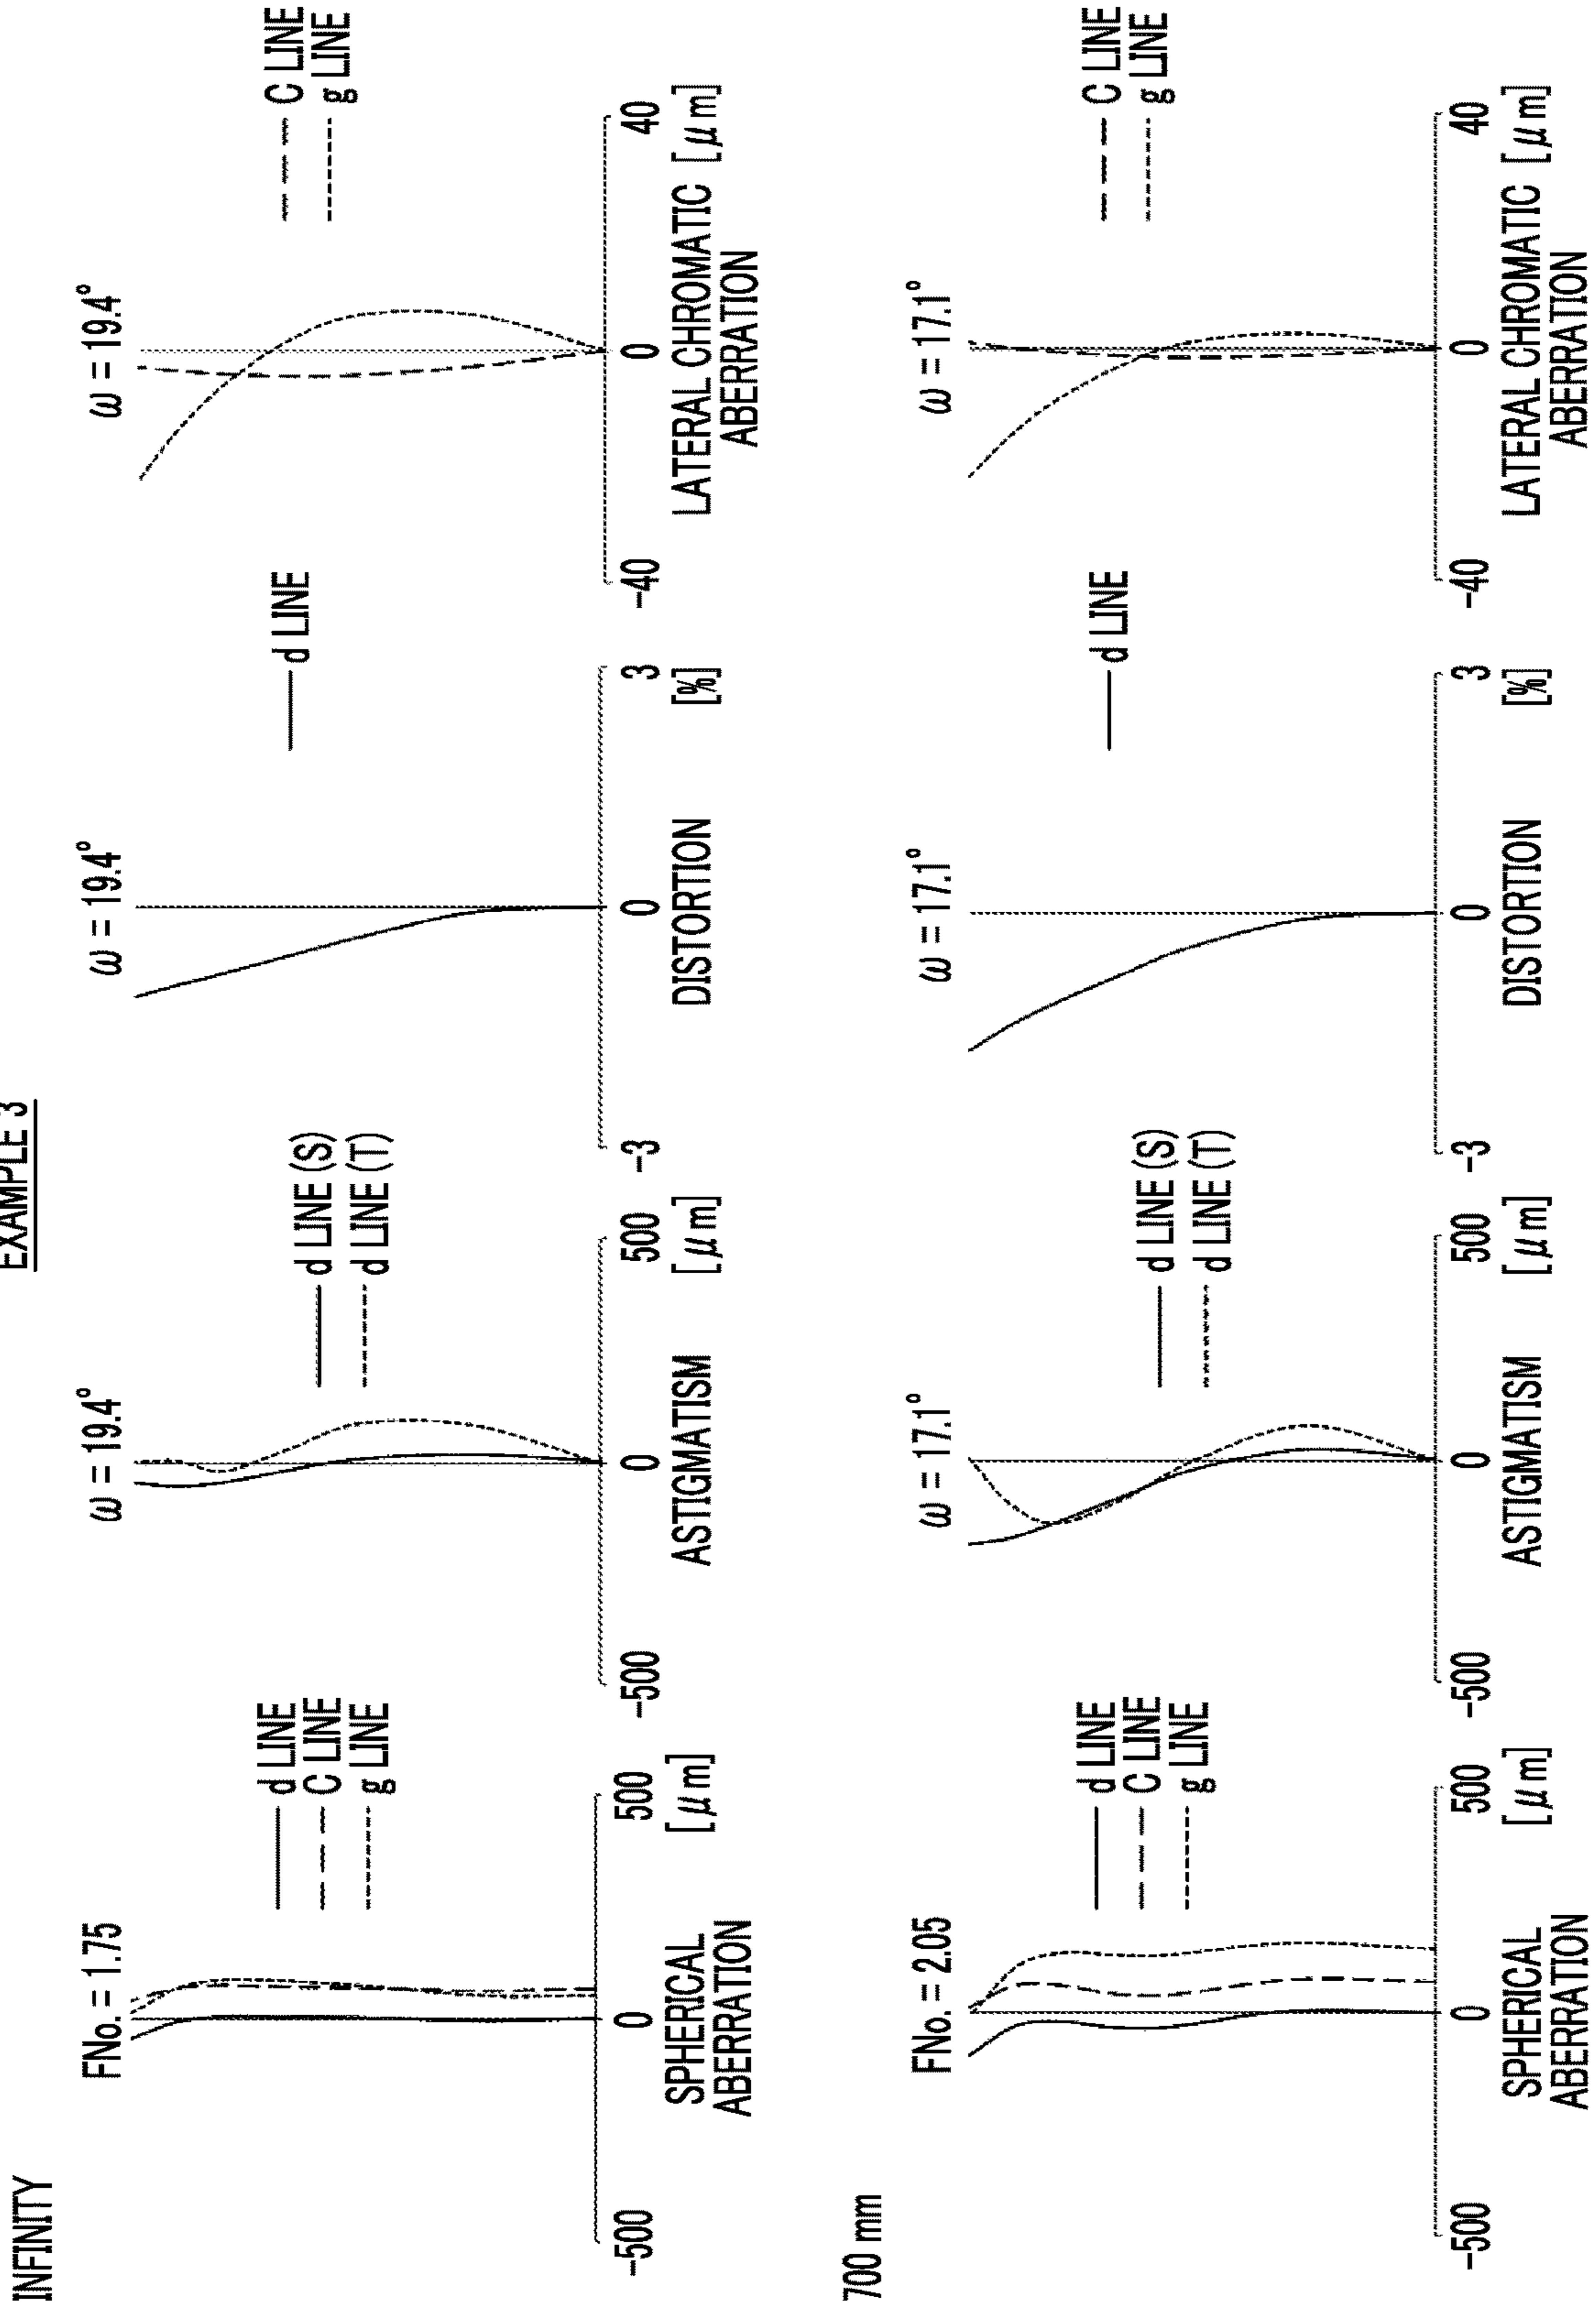 EXAMPLE 3
INFINITY
FNo. = 1.75
d LINE
C LINE
g LINE
-500
0
500
[μm]
SPHERICAL
ABERRATION
ω = 19.4°
d LINE (S)
d LINE (T)
-500
0
500
[μm]
ASTIGMATISM
ω = 19.4°
d LINE
-3
0
3
[%]
DISTORTION
ω = 19.4°
C LINE
g LINE
-40
0
40
LATERAL CHROMATIC [μm]
ABERRATION
700 mm
FNo. = 2.05
d LINE
C LINE
g LINE
-500
0
500
[μm]
SPHERICAL
ABERRATION
ω = 17.1°
d LINE (S)
d LINE (T)
-500
0
500
[μm]
ASTIGMATISM
ω = 17.1°
d LINE
-3
0
3
[%]
DISTORTION
ω = 17.1°
C LINE
g LINE
-40
0
40
LATERAL CHROMATIC [μm]
ABERRATION